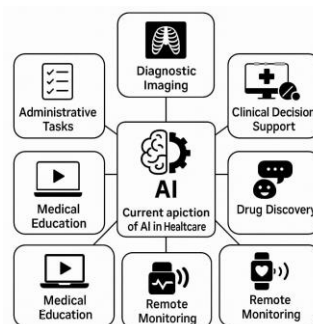 Diagnostic
Imaging
Administrative
Tasks
Clinical Decision
Support
AI
Current apiction
of AI in Healtcare
Medical
Education
Drug Discovery
Medical
Education
Remote
Monitoring
Remote
Monitoring